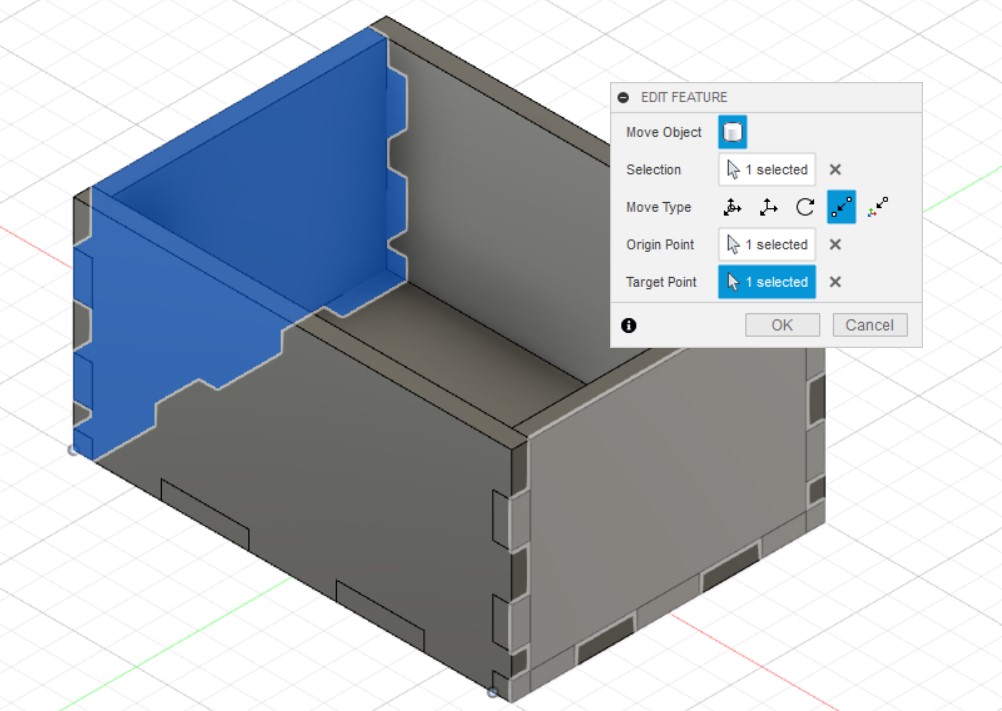 EDIT FEATURE
Move Object
Selection 1 selected
Move Type
Origin Point 1 selected
Target Point 1 selected
OK Cancel